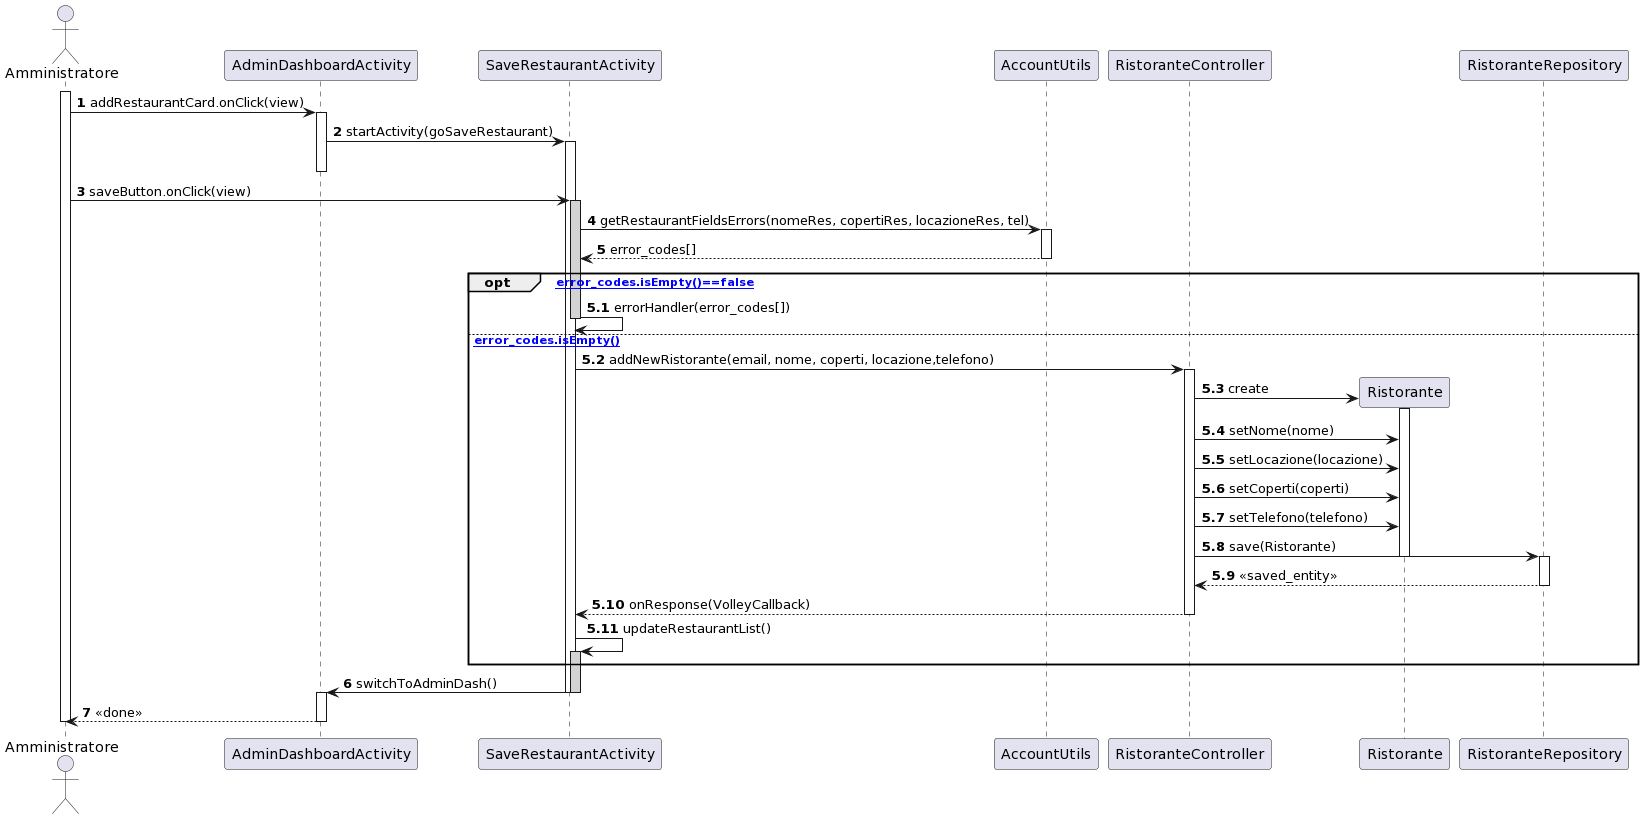 Amministratore
AdminDashboardActivity
SaveRestaurantActivity
AccountUtils
RistoranteController
RistoranteRepository
1 addRestaurantCard.onClick(view)
2 startActivity(goSaveRestaurant)
3 saveButton.onClick(view)
4 getRestaurantFieldsErrors(nomeRes, copertiRes, locazioneRes, tel)
5 error_codes[]
opt
error_codes.isEmpty()==false
5.1 errorHandler(error_codes[])
error_codes.isEmpty()
5.2 addNewRistorante(email, nome, coperti, locazione,telefono)
5.3 create
Ristorante
5.4 setNome(nome)
5.5 setLocazione(locazione)
5.6 setCoperti(coperti)
5.7 setTelefono(telefono)
5.8 save(Ristorante)
5.9 «saved_entity»
5.10 onResponse(VolleyCallback)
5.11 updateRestaurantList()
6 switchToAdminDash()
7 «done»
Amministratore
AdminDashboardActivity
SaveRestaurantActivity
AccountUtils
RistoranteController
Ristorante
RistoranteRepository